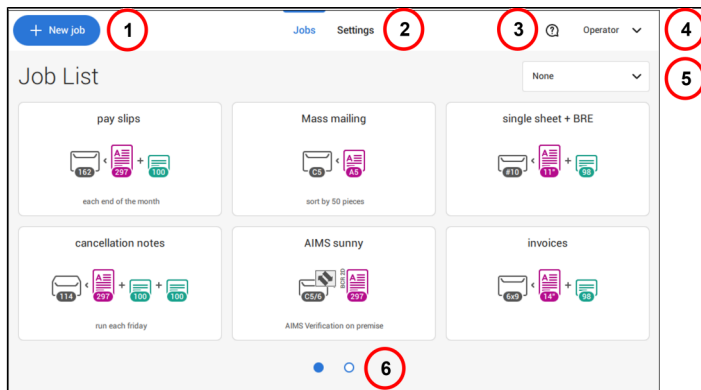 + New job
1
Jobs
Settings
2
3
?
Operator
4
Job List
None
5
pay slips
162 < A 297 + 100
each end of the month
Mass mailing
C5 < A A5
sort by 50 pieces
single sheet + BRE
#10 < A 11" + 98
cancellation notes
114 < A 297 + 100 + 100
run each friday
AIMS sunny
C5/6 BCR 2D A 297
AIMS Verification on premise
invoices
6x9 < A 14" + 98
6